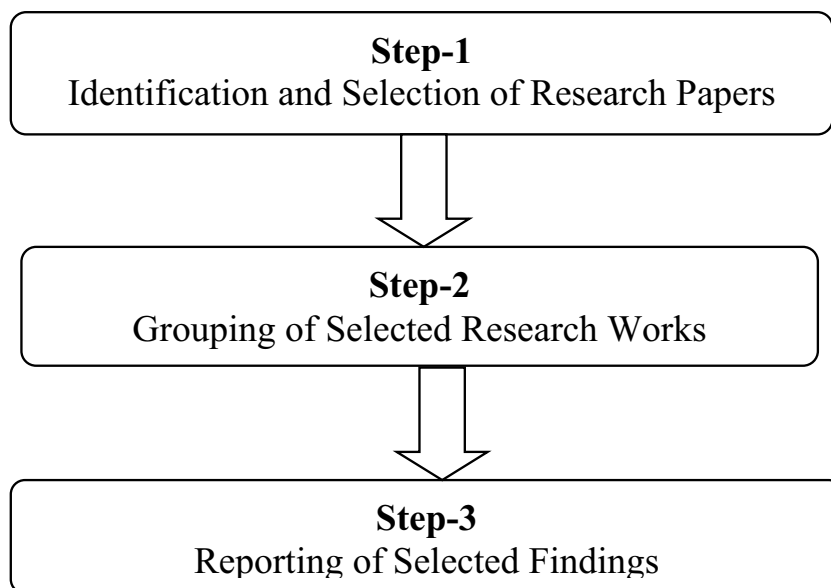 Step-1
Identification and Selection of Research Papers
Step-2
Grouping of Selected Research Works
Step-3
Reporting of Selected Findings